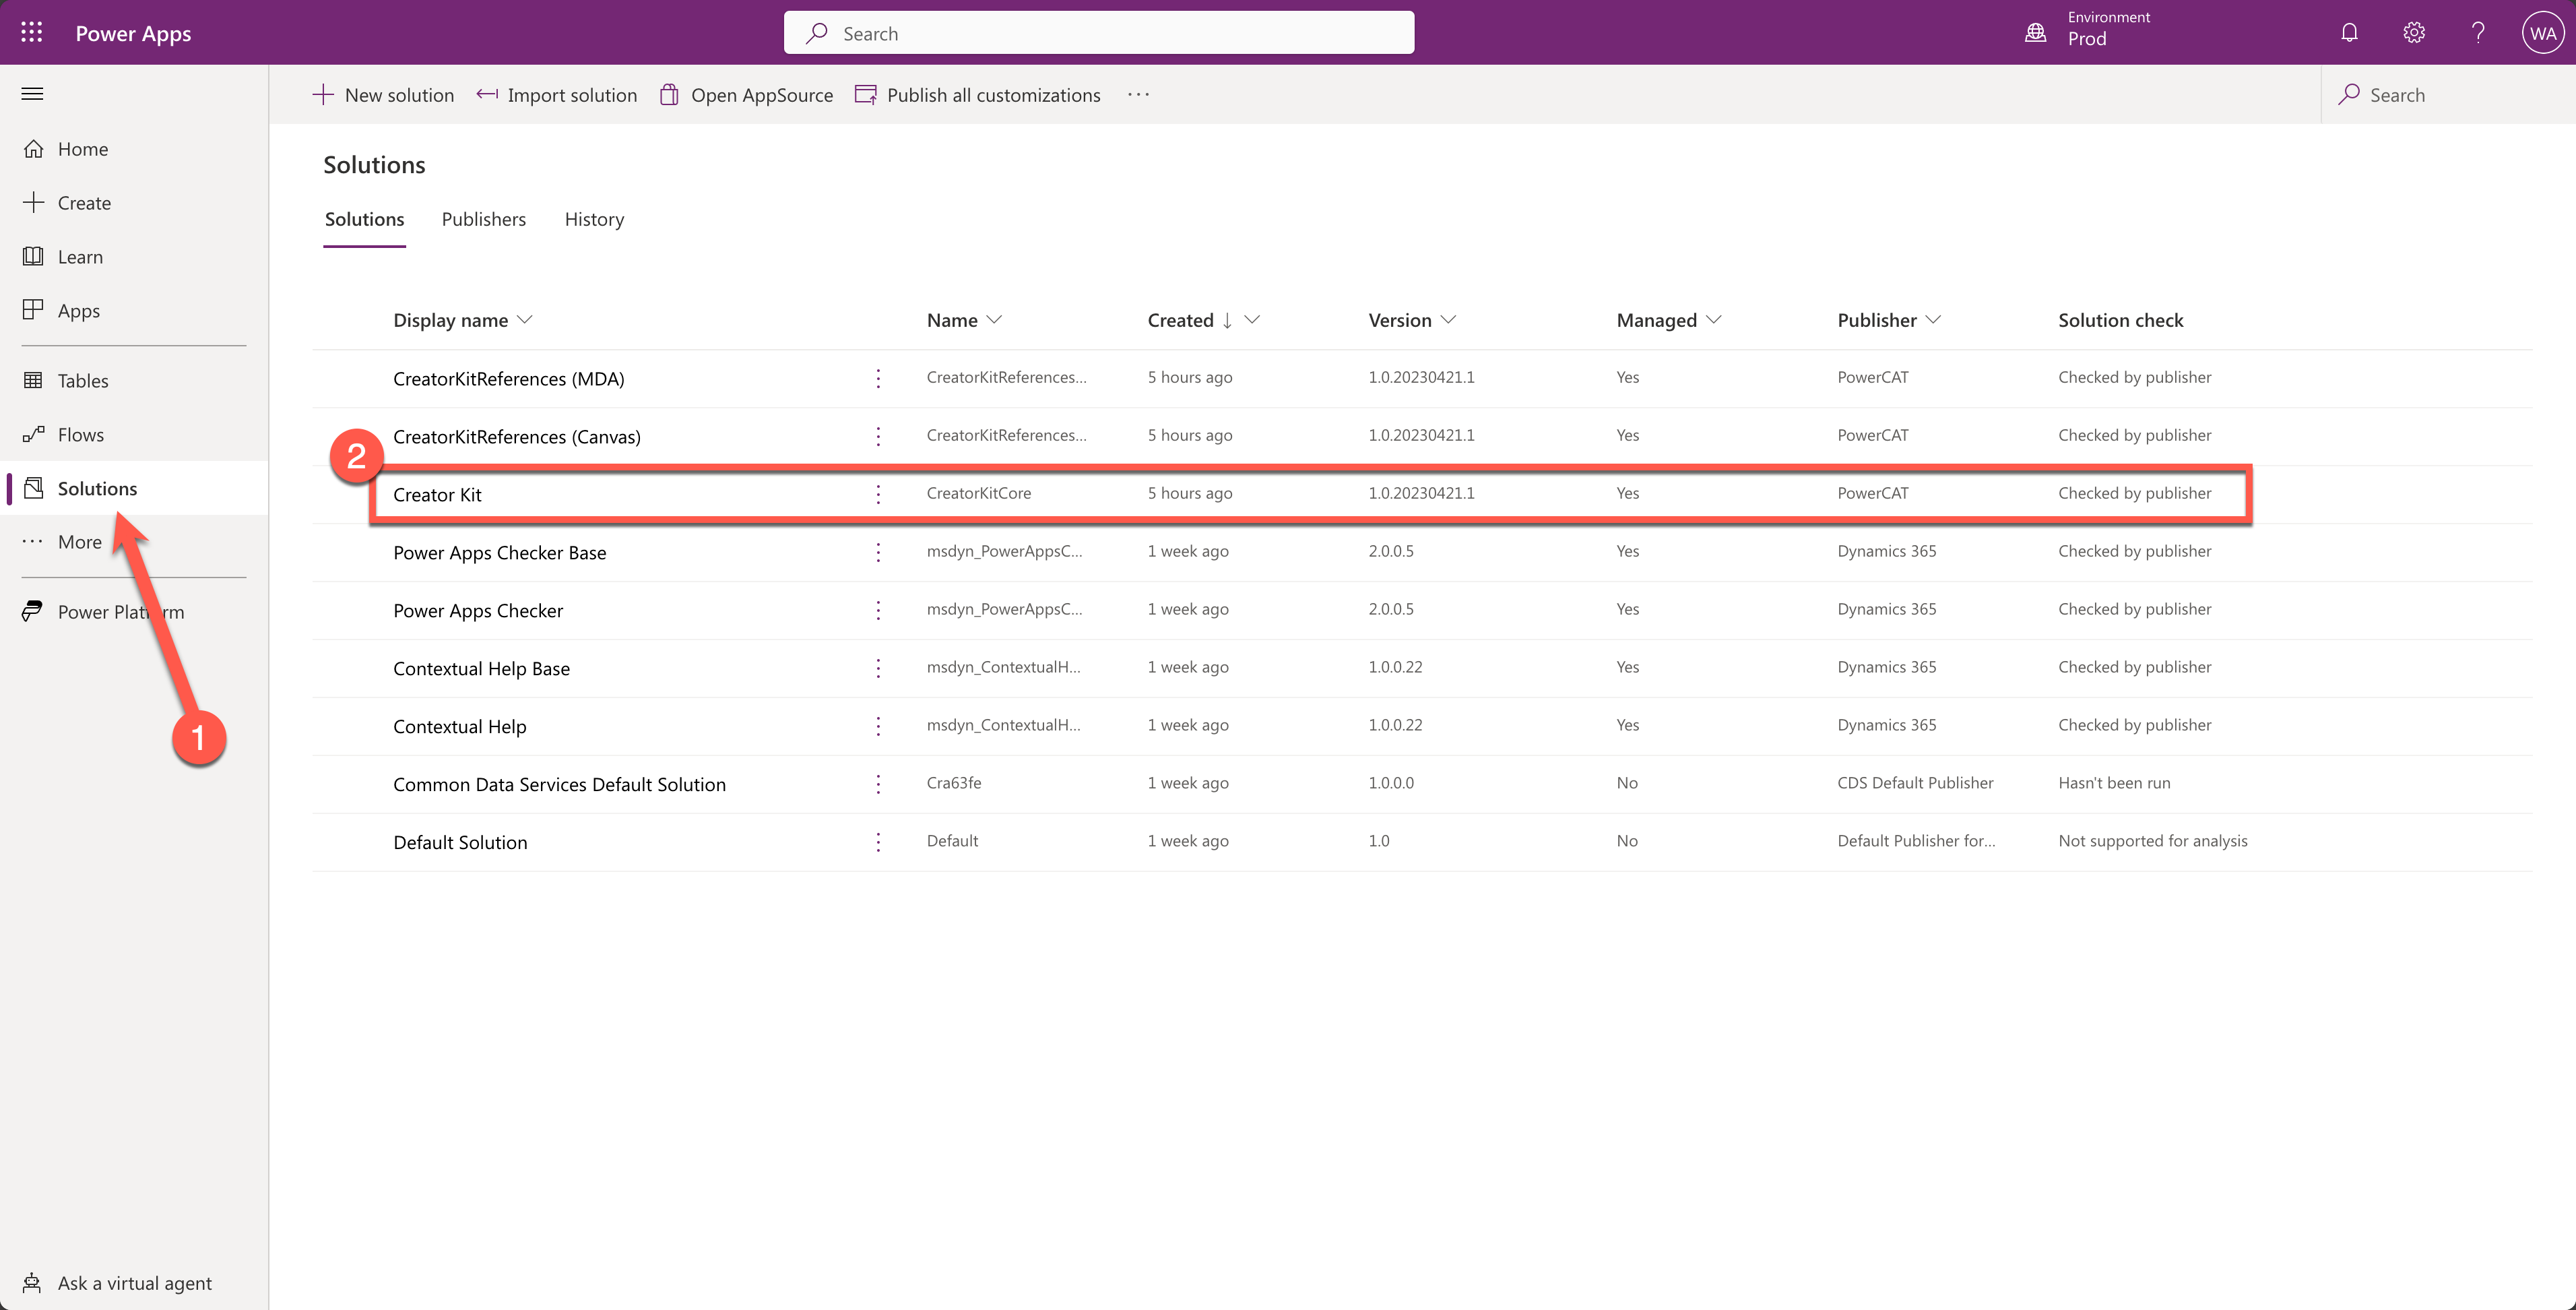 Power Apps
Search
Environment
Prod
WA
New solution
Import solution
Open AppSource
Publish all customizations
Search
Home
Create
Learn
Apps
Tables
Flows
Solutions
More
Power Platform
Ask a virtual agent
1
2
Solutions
Solutions Publishers History
Display name Name Created Version Managed Publisher Solution check
CreatorKitReferences (MDA) CreatorKitReferences... 5 hours ago 1.0.20230421.1 Yes PowerCAT Checked by publisher
CreatorKitReferences (Canvas) CreatorKitReferences... 5 hours ago 1.0.20230421.1 Yes PowerCAT Checked by publisher
Creator Kit CreatorKitCore 5 hours ago 1.0.20230421.1 Yes PowerCAT Checked by publisher
Power Apps Checker Base msdyn_PowerAppsC... 1 week ago 2.0.0.5 Yes Dynamics 365 Checked by publisher
Power Apps Checker msdyn_PowerAppsC... 1 week ago 2.0.0.5 Yes Dynamics 365 Checked by publisher
Contextual Help Base msdyn_ContextualH... 1 week ago 1.0.0.22 Yes Dynamics 365 Checked by publisher
Contextual Help msdyn_ContextualH... 1 week ago 1.0.0.22 Yes Dynamics 365 Checked by publisher
Common Data Services Default Solution Cra63fe 1 week ago 1.0.0.0 No CDS Default Publisher Hasn't been run
Default Solution Default 1 week ago 1.0 No Default Publisher for... Not supported for analysis